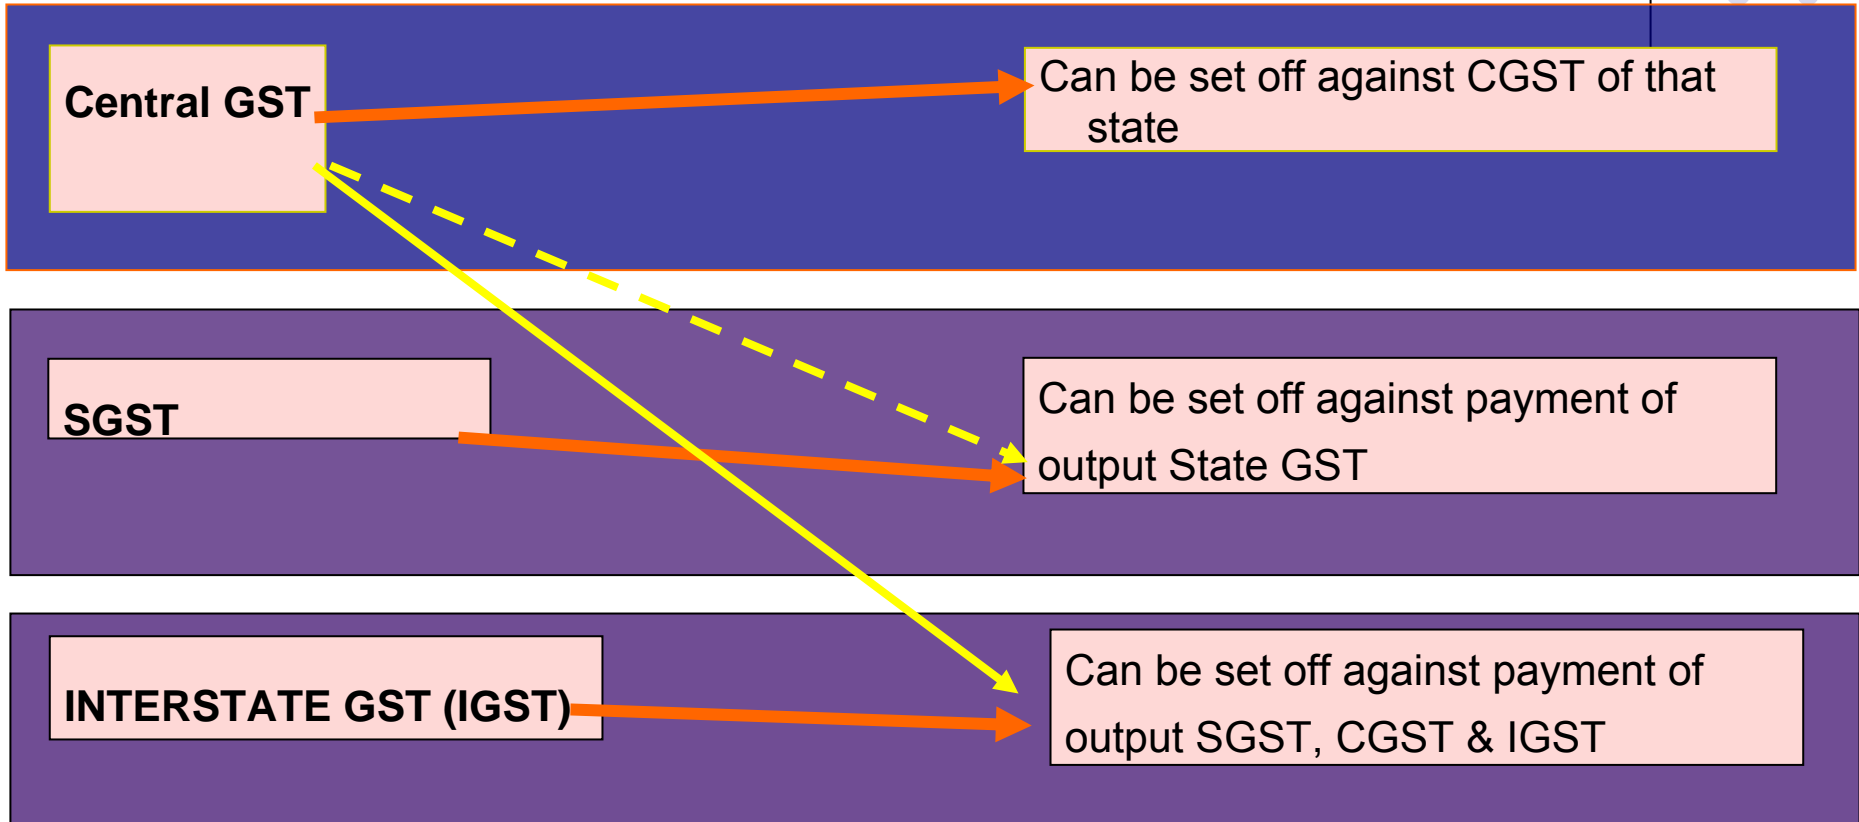 Central GST
Can be set off against CGST of that
state
SGST
Can be set off against payment of
output State GST
INTERSTATE GST (IGST)
Can be set off against payment of
output SGST, CGST & IGST